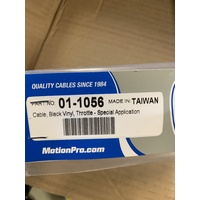 QUALITY CABLES SINCE 1984
PART NO. 01-1056 MADE IN TAIWAN
Cable, Black Vinyl, Throttle - Special Application
MotionPro.com